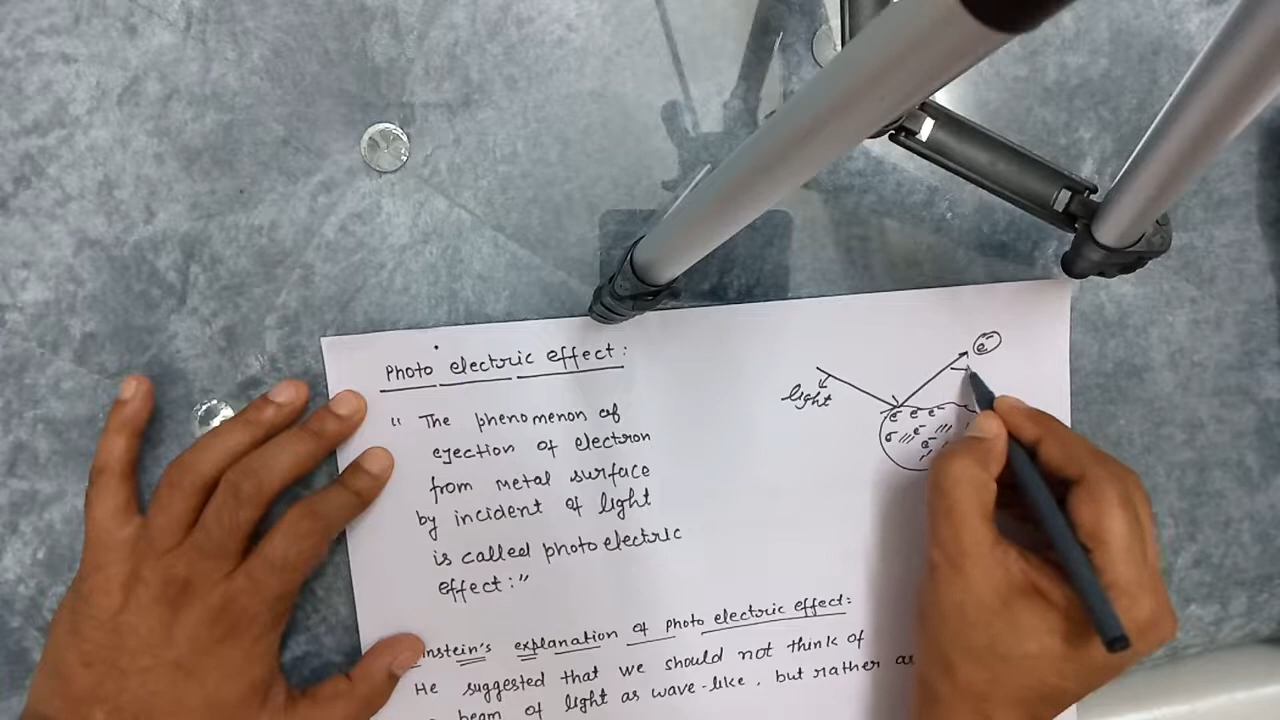 Photo electric effect:
“ The phenomenon of
ejection of electron
from metal surface
by incident of light
is called photo electric
effect:”
light
e⁻
e⁻ e⁻ e⁻
e⁻
e⁻
explanation of Photo electric effect:
He suggested that we should not think of
beam of light as wave-like, but rather as